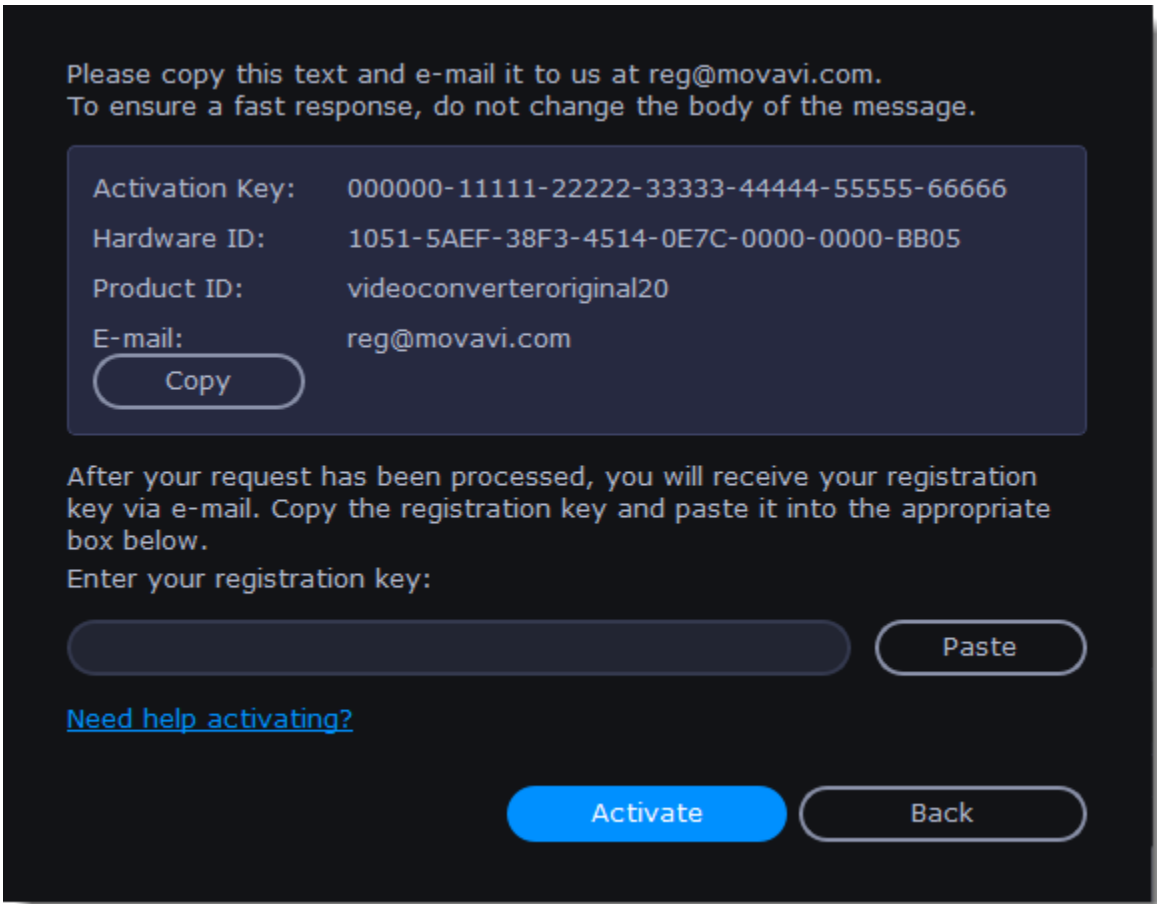 Please copy this text and e-mail it to us at reg@movavi.com.
To ensure a fast response, do not change the body of the message.
Activation Key: 000000-11111-22222-33333-44444-55555-66666
Hardware ID: 1051-5AEF-38F3-4514-0E7C-0000-0000-BB05
Product ID: videoconverteroriginal20
E-mail: reg@movavi.com
Copy
After your request has been processed, you will receive your registration
key via e-mail. Copy the registration key and paste it into the appropriate
box below.
Enter your registration key:
Paste
Need help activating?
Activate Back